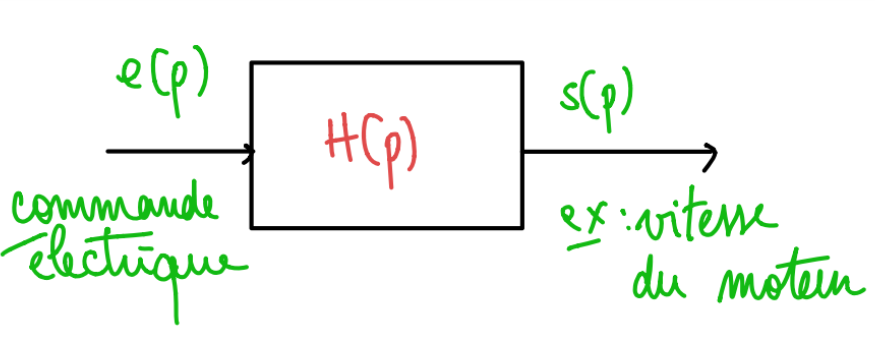 e(p)
H(p)
s(p)
commande
électrique
ex : vitesse
du moteur